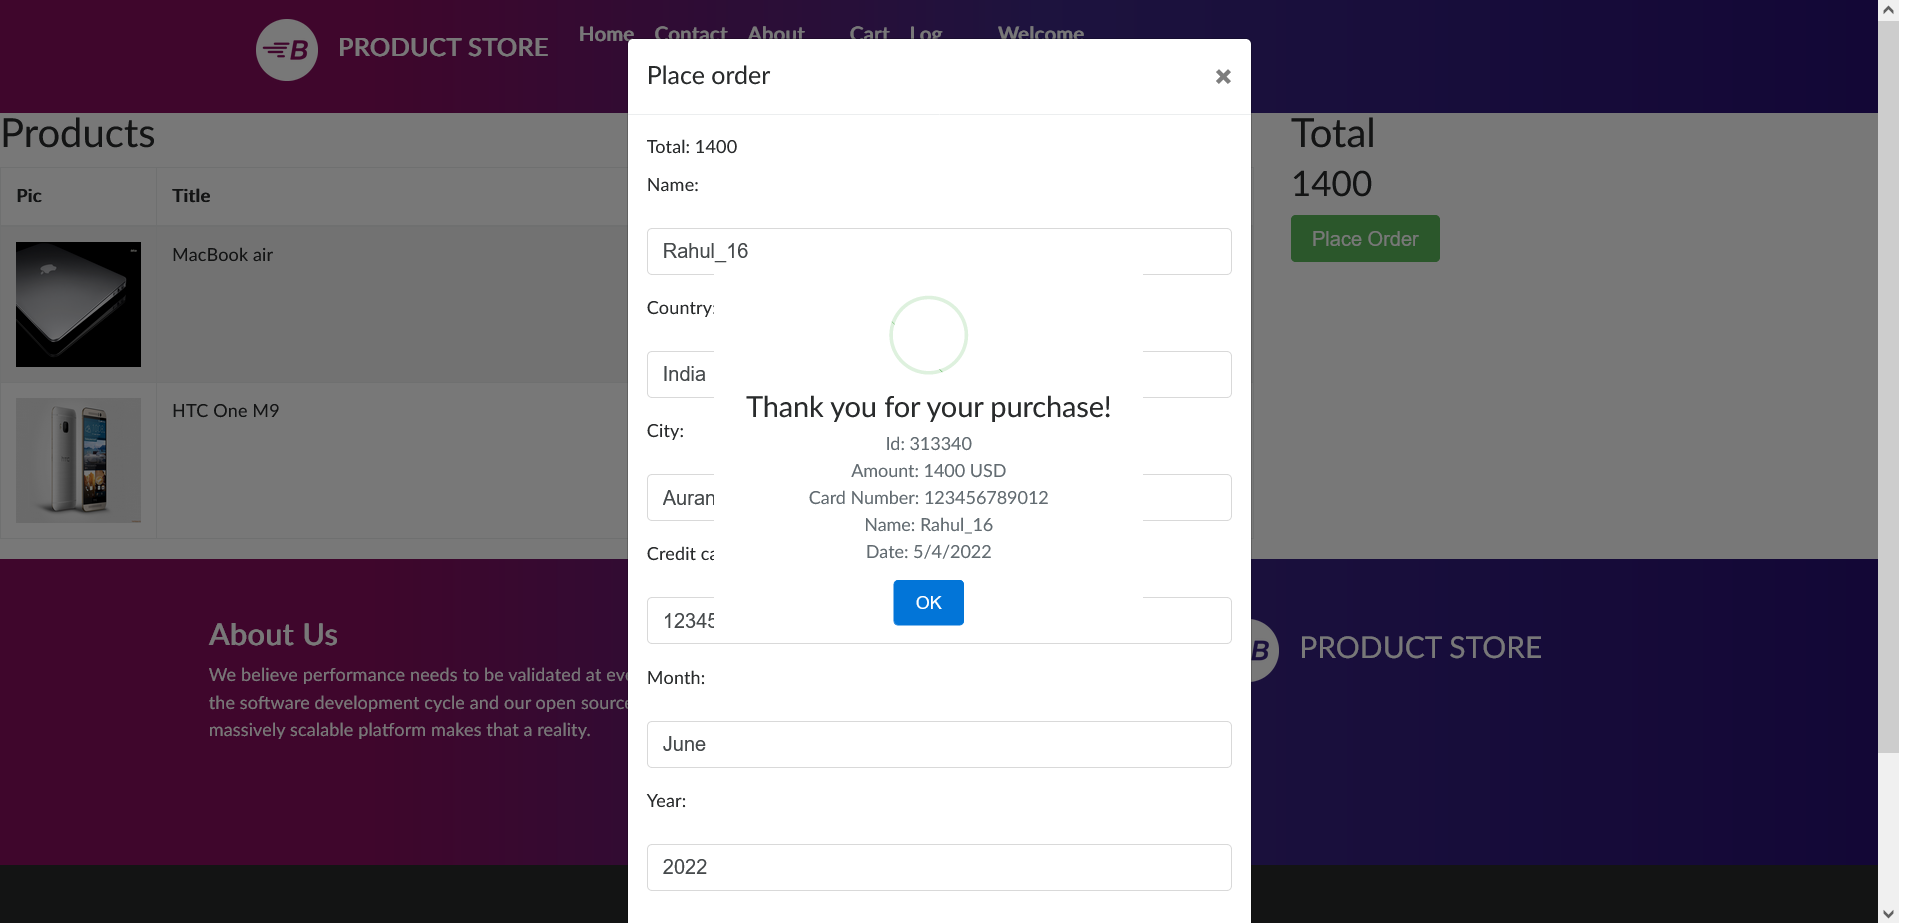 B PRODUCT STORE
Home Contact About Cart Log Welcome
Place order ×
Products
Total
1400
Place Order
Pic Title
MacBook air
HTC One M9
Total: 1400
Name:
Rahul_16
Country:
India
City:
Auran
Credit ca
12345
Month:
June
Year:
2022
Thank you for your purchase!
Id: 313340
Amount: 1400 USD
Card Number: 123456789012
Name: Rahul_16
Date: 5/4/2022
OK
About Us
We believe performance needs to be validated at eve
the software development cycle and our open source
massively scalable platform makes that a reality.
B PRODUCT STORE